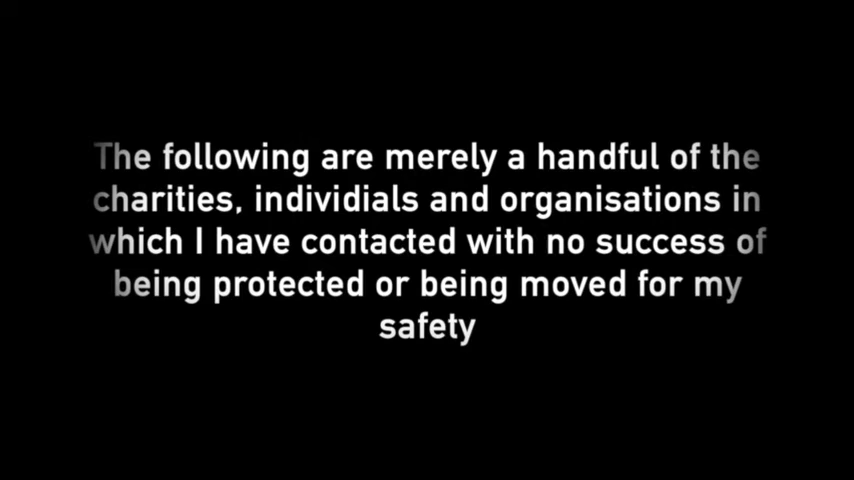 The following are merely a handful of the
charities, individials and organisations in
which I have contacted with no success of
being protected or being moved for my
safety